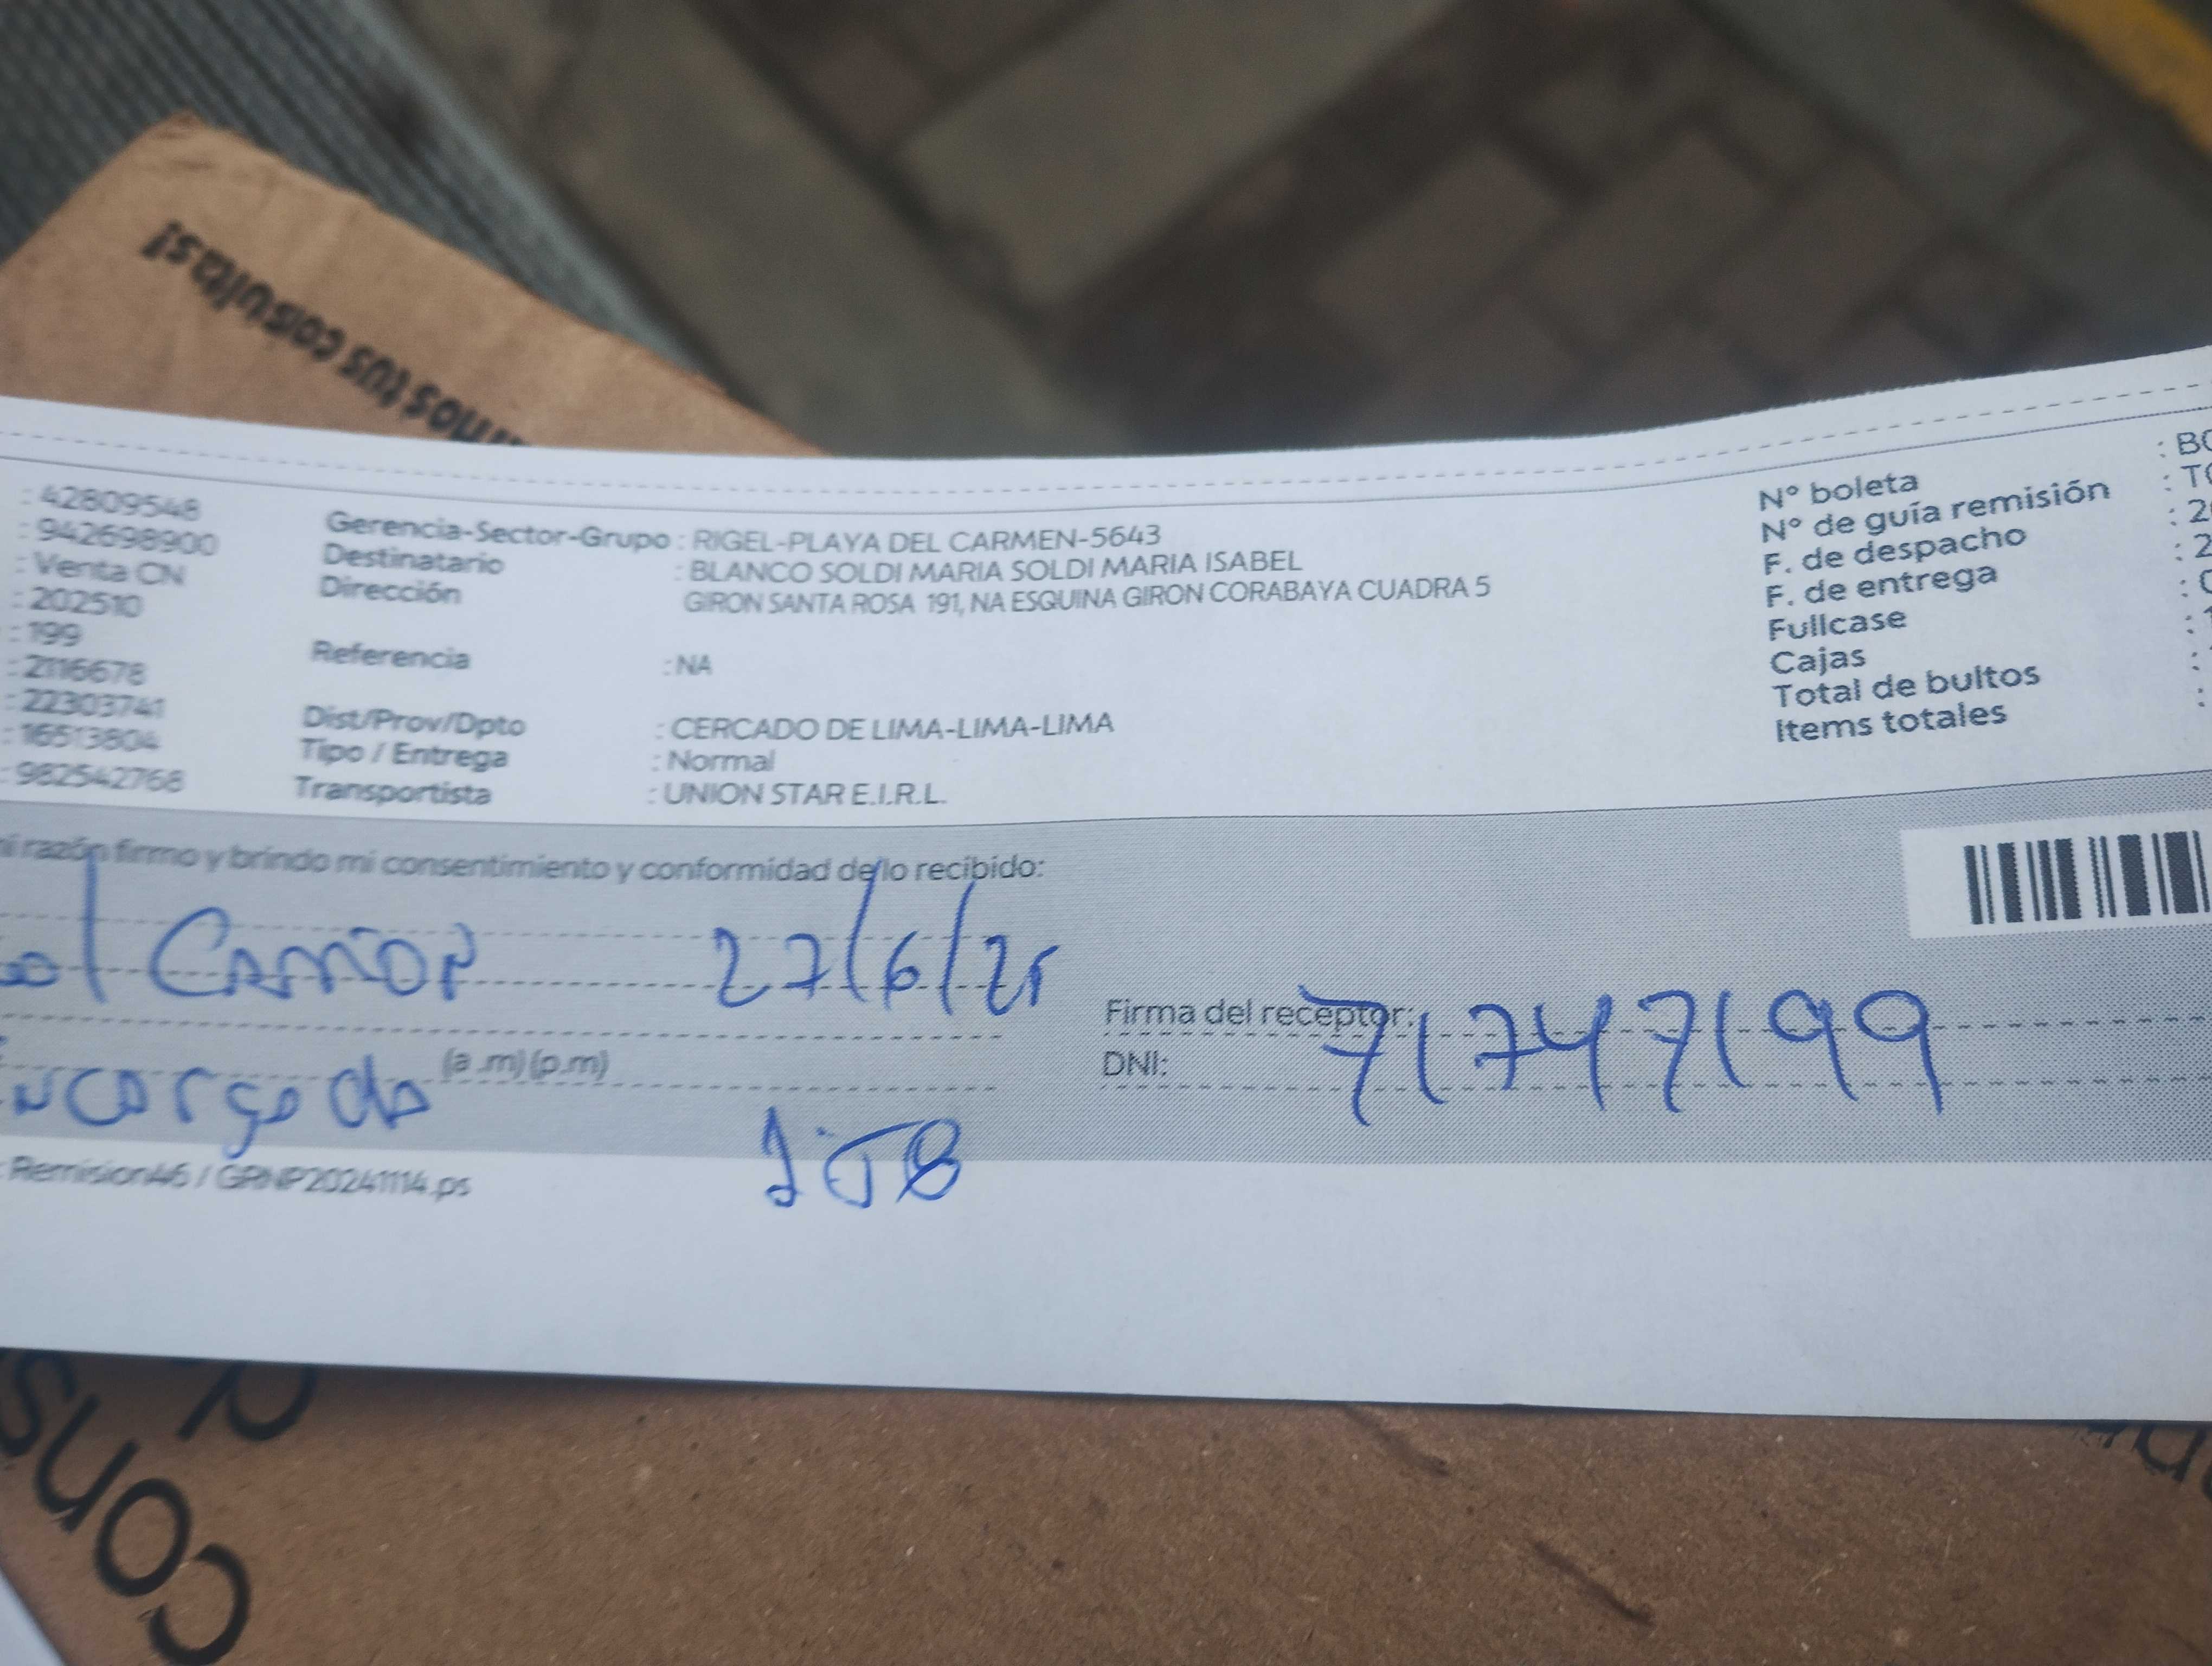 tus consultas!
: 42809548
: 942698900
: Venta CN
: 202510
: 199
: 2116678
: 22303741
: 16513804
: 982542768
Gerencia-Sector-Grupo : RIGEL-PLAYA DEL CARMEN-5643
Destinatario : BLANCO SOLDI MARIA SOLDI MARIA ISABEL
Dirección GIRON SANTA ROSA 191, NA ESQUINA GIRON CORABAYA CUADRA 5
Referencia : NA
Dist/Prov/Dpto : CERCADO DE LIMA-LIMA-LIMA
Tipo / Entrega : Normal
Transportista : UNION STAR E.I.R.L.
N° boleta
N° de guía remisión
F. de despacho
F. de entrega
Fullcase
Cajas
Total de bultos
Items totales
razón firmo y brindo mi consentimiento y conformidad de lo recibido:
27/6/25
Firma del receptor:
(a .m) (p.m)
DNI: 71747199
Remision46 / GRNP20241114.ps
cons